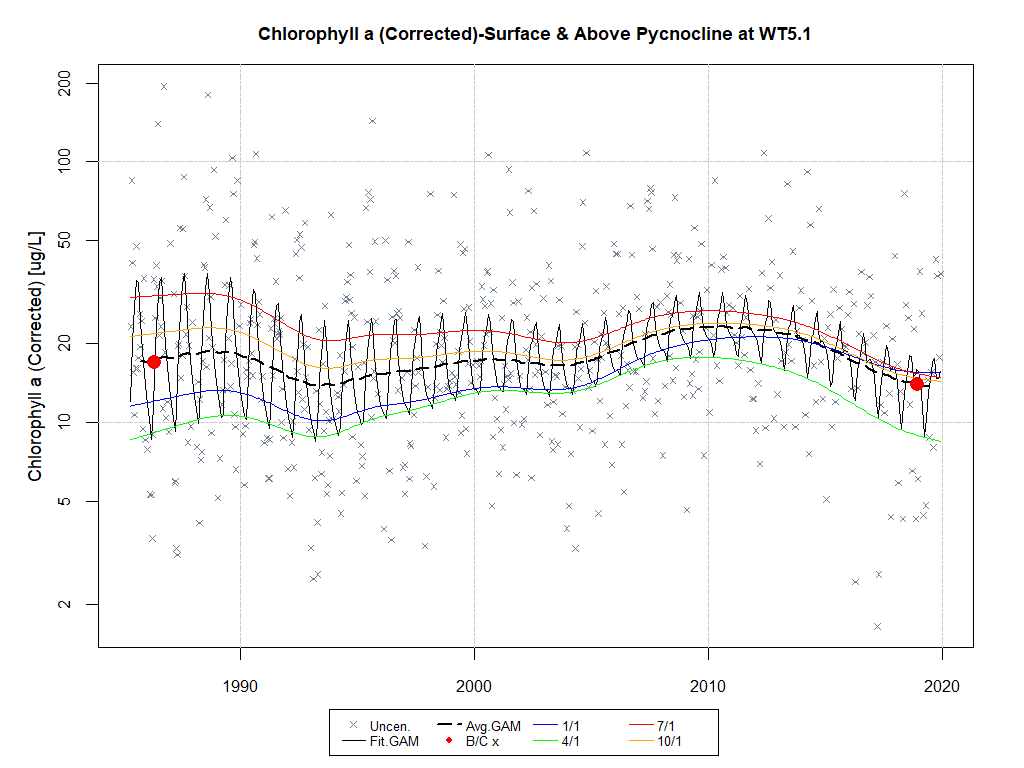 Chlorophyll a (Corrected)-Surface & Above Pycnocline at WT5.1
Chlorophyll a (Corrected) [ug/L]
200
100
50
20
10
5
2
1990 2000 2010 2020
Uncen. Avg.GAM 1/1 7/1
Fit.GAM B/C x 4/1 10/1